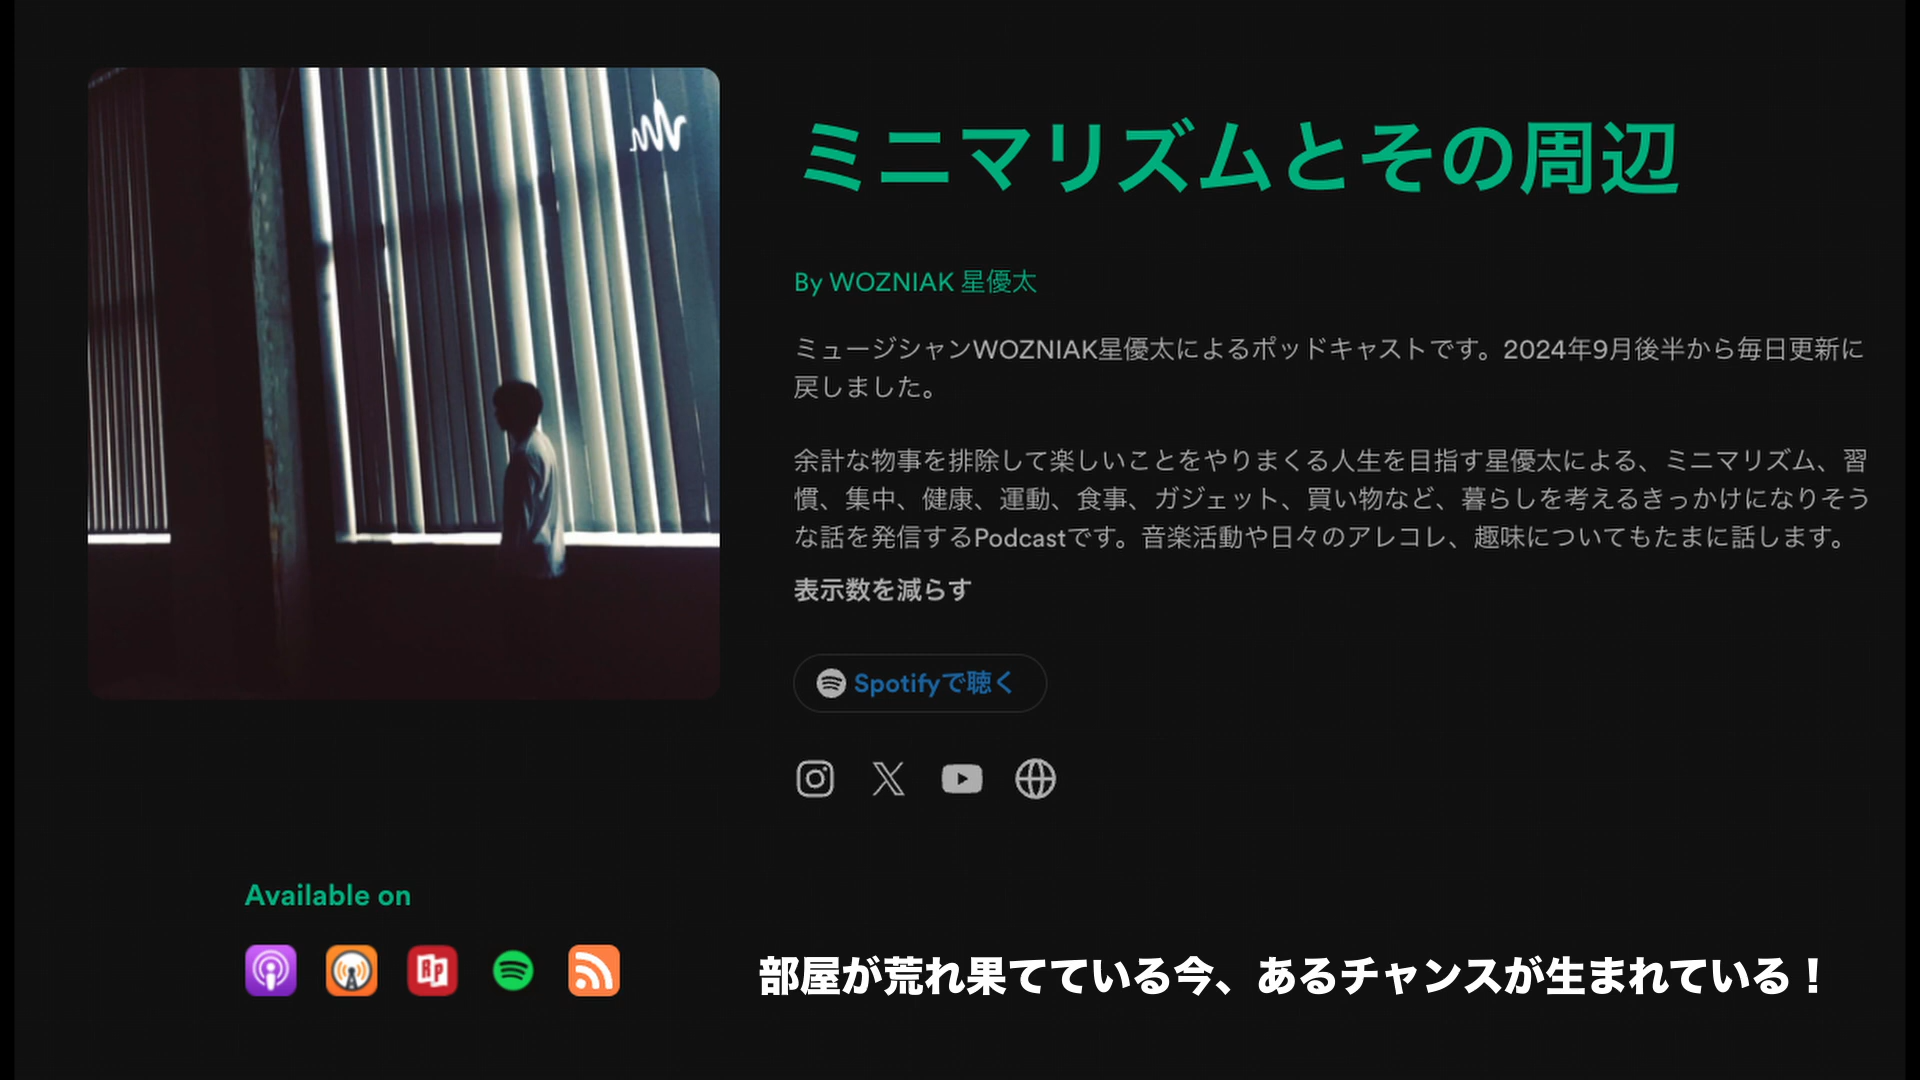 ミニマリズムとその周辺
By WOZNIAK 星優太
ミュージシャンWOZNIAK星優太によるポッドキャストです。2024年9月後半から毎日更新に
戻しました。
余計な物事を排除して楽しいことをやりまくる人生を目指す星優太による、ミニマリズム、習
慣、集中、健康、運動、食事、ガジェット、買い物など、暮らしを考えるきっかけになりそう
な話を発信するPodcastです。音楽活動や日々のアレコレ、趣味についてもたまに話します。
表示数を減らす
Spotifyで聴く
Available on
RP
部屋が荒れ果てている今、あるチャンスが生まれている！